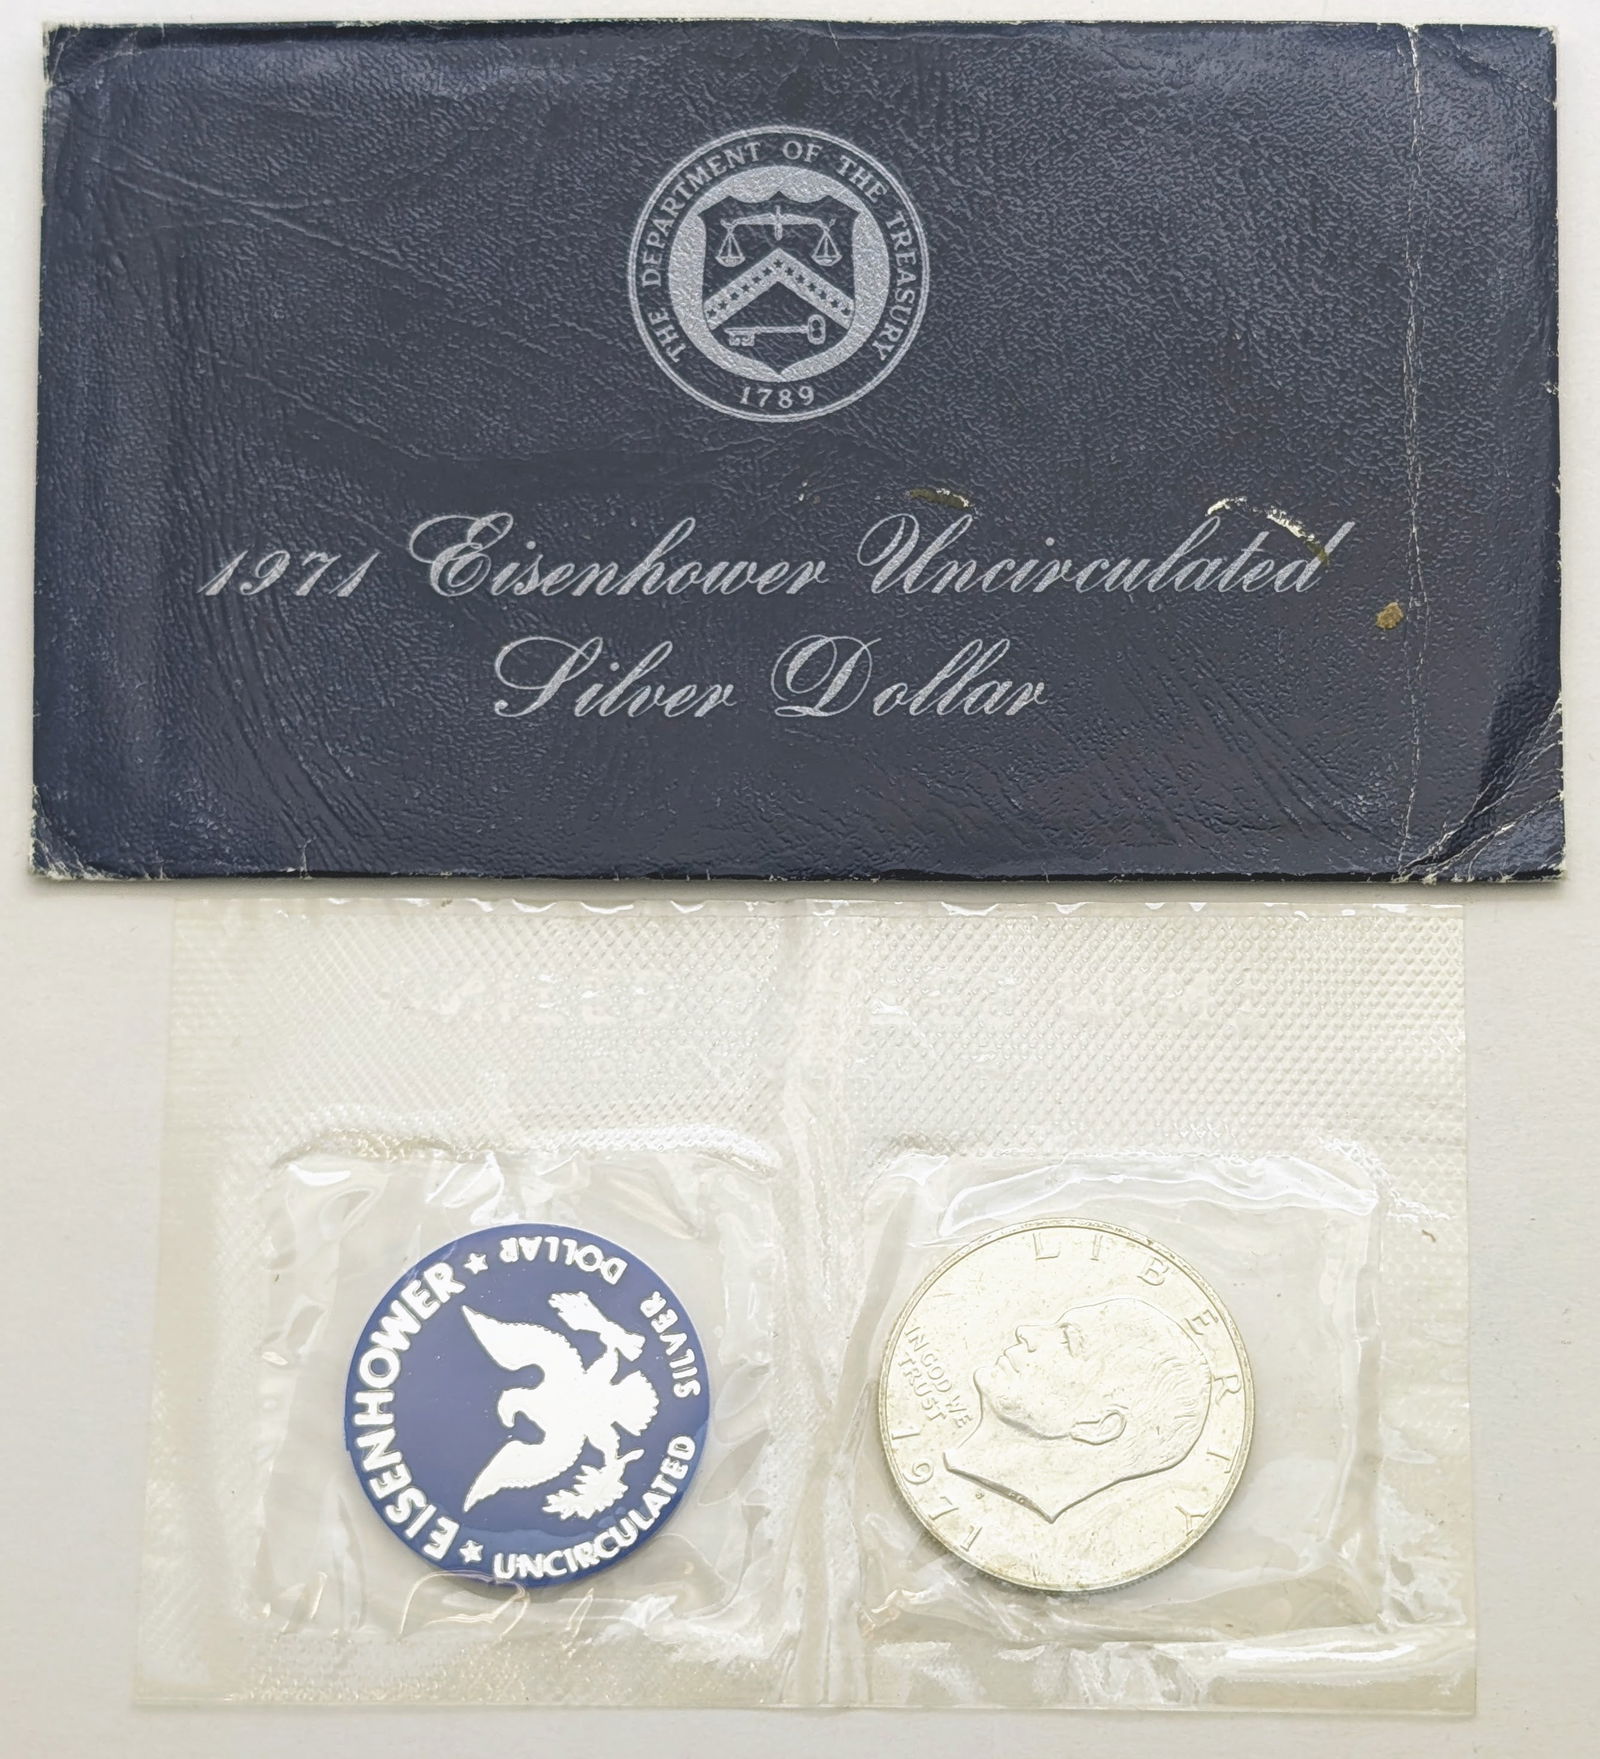 THE DEPARTMENT OF THE TREASURY
1789
1971 Eisenhower Uncirculated
Silver Dollar
EISENHOWER
UNCIRCULATED SILVER DOLLAR
LIBERTY
IN GOD WE
TRUST
1971